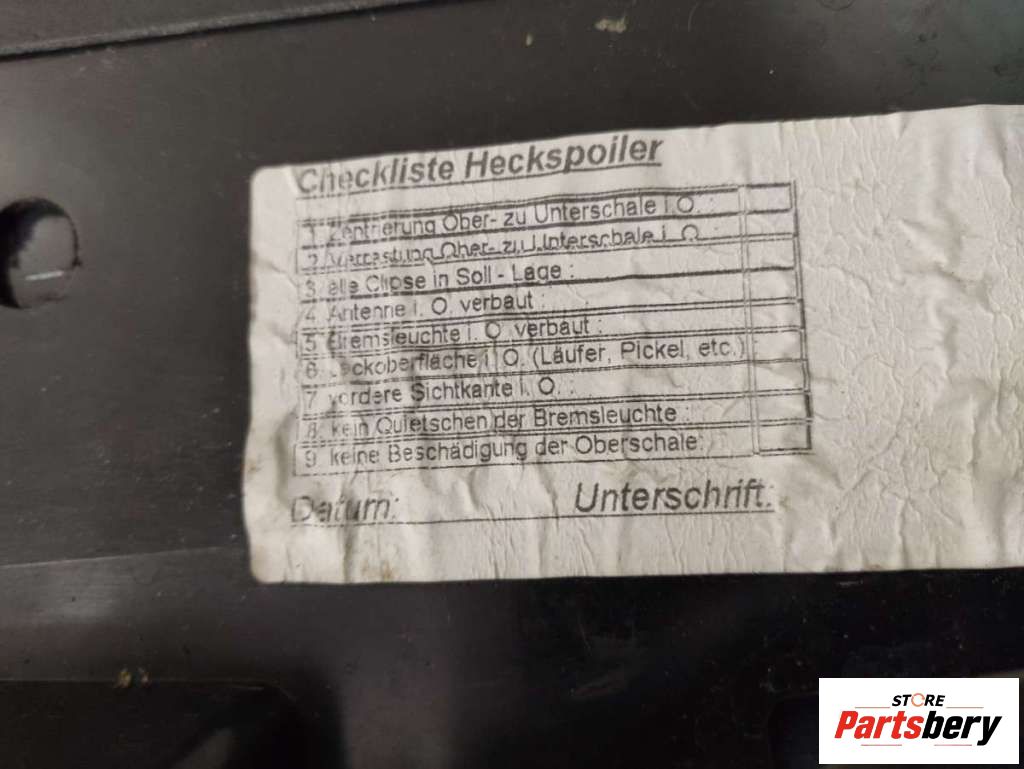 Checkliste Heckspoiler
1 Zentrierung Ober- zu Unterschale i.O. :
2 Verrastung Ober- zu Unterschale i. O. :
3 alle Clipse in Soll - Lage :
4 Antenne i. O. verbaut :
5 Bremsleuchte i. O. verbaut :
6 Lackoberfläche i. O. (Läufer, Pickel, etc.) :
7 vordere Sichtkante i. O. :
8 kein Quietschen der Bremsleuchte :
9 keine Beschädigung der Oberschale:
Datum: Unterschrift:
STORE
Partsbery